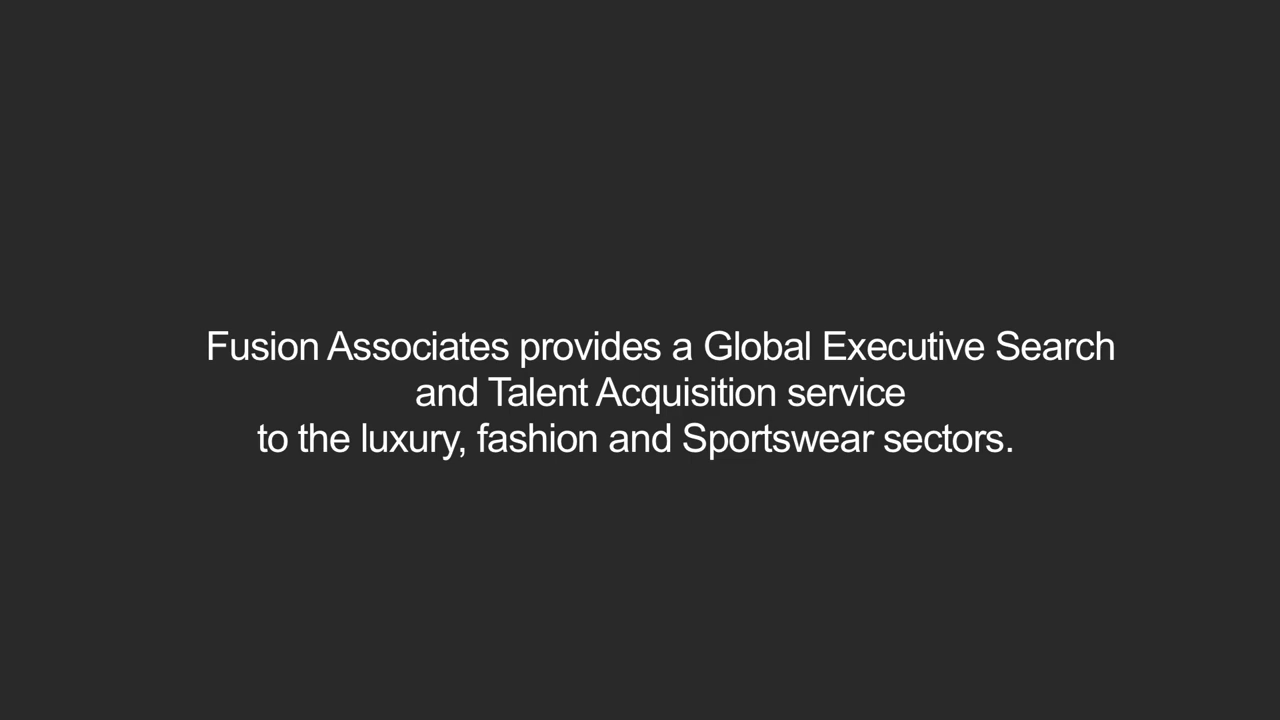 Fusion Associates provides a Global Executive Search
and Talent Acquisition service
to the luxury, fashion and Sportswear sectors.